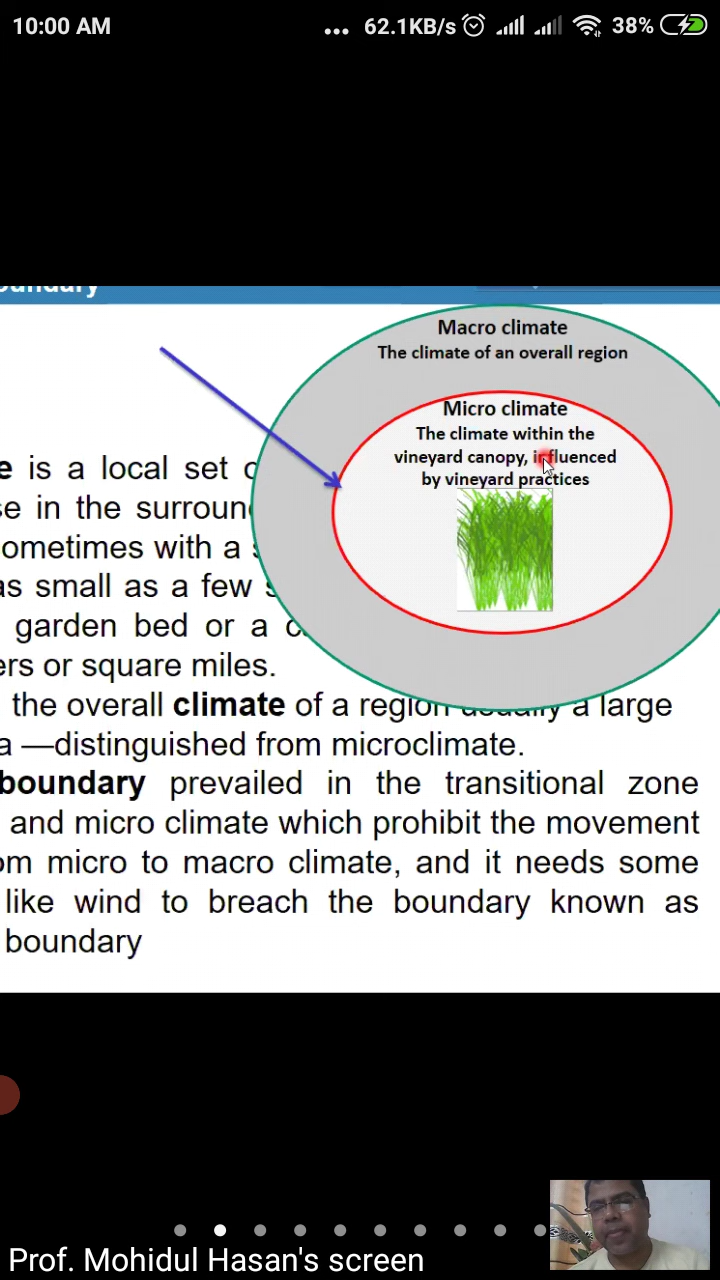 10:00 AM
... 62.1KB/s 38%
oundary
Macro climate
The climate of an overall region
Micro climate
The climate within the
vineyard canopy, influenced
by vineyard practices
e is a local set
se in the surroun
ometimes with a
as small as a few
garden bed or a
ers or square miles.
the overall climate of a region usually a large
a —distinguished from microclimate.
boundary prevailed in the transitional zone
and micro climate which prohibit the movement
om micro to macro climate, and it needs some
like wind to breach the boundary known as
boundary
Prof. Mohidul Hasan's screen